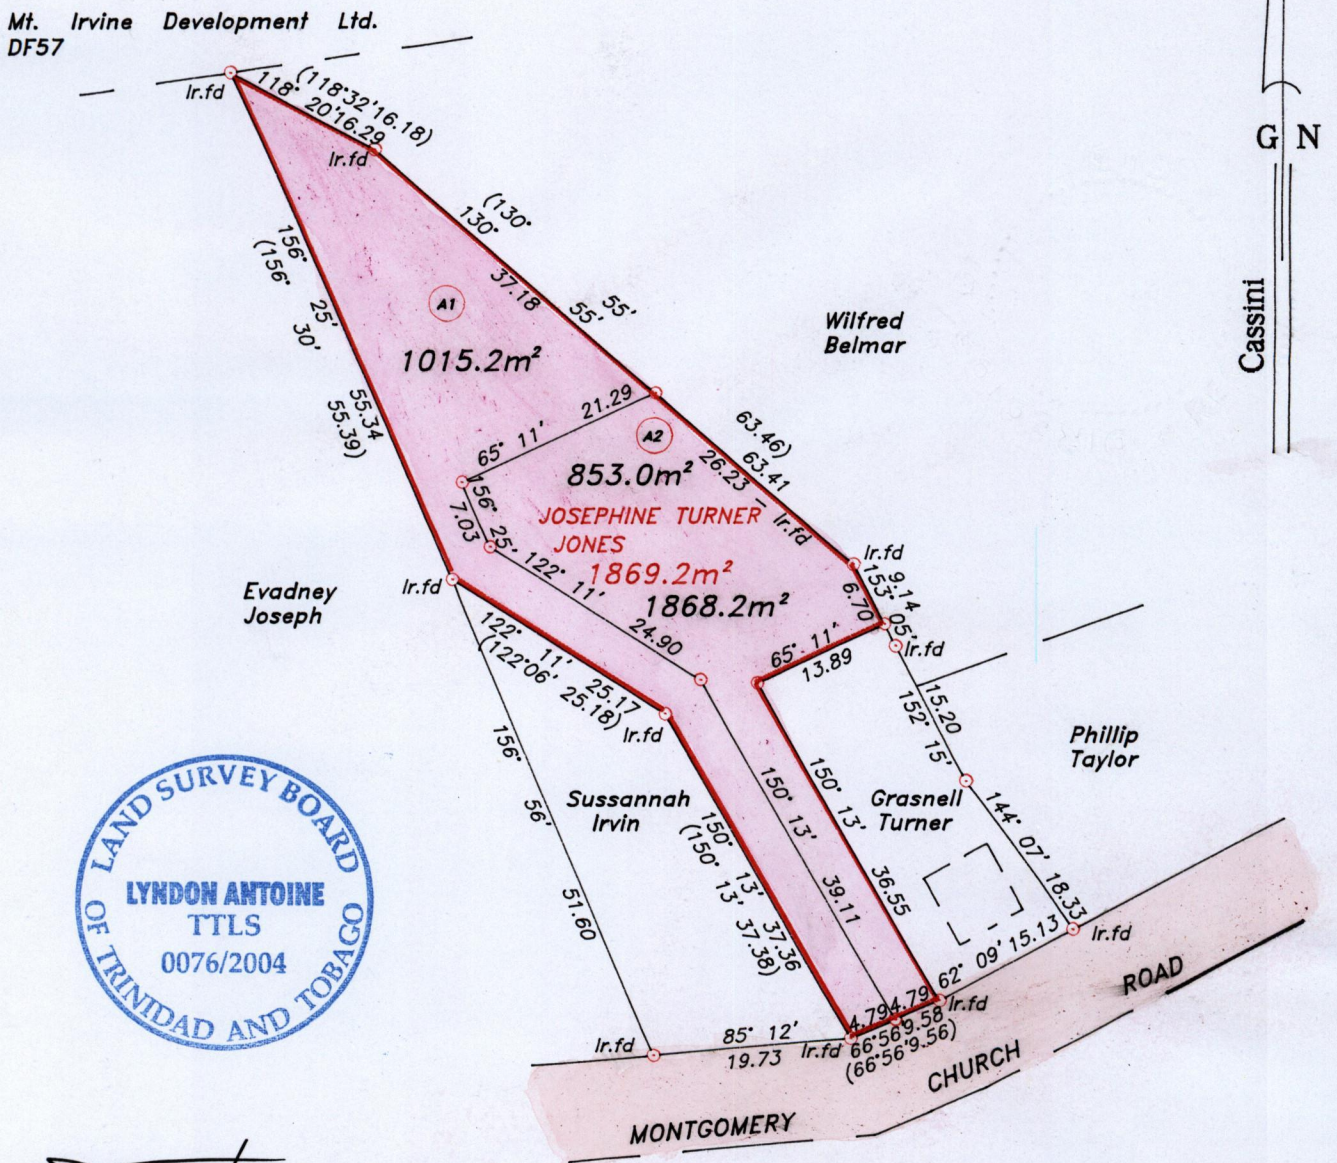 Mt. Irvine Development Ltd.
DF57
Ir.fd
118° 20' 16.29
(118°32' 16.18)
Ir.fd
(130° 55' 63.46)
130° 55' 63.41
37.18
G N
Cassini
156° 25' 55.34
(156° 30' 55.39)
A1
1015.2m²
Wilfred
Belmar
21.29
65° 11'
A2
853.0m²
26.23
Ir.fd
156° 25'
7.03
JOSEPHINE TURNER
JONES
1869.2m²
1868.2m²
Ir.fd
153° 05'
9.14
6.70
Evadney
Joseph
Ir.fd
122° 11'
24.90
122° 11' 25.17
(122°06' 25.18)
Ir.fd
65° 11'
13.89
Ir.fd
15.20
152° 15'
Phillip
Taylor
156° 56' 51.60
Sussannah
Irvin
150° 13' 37.36
(150° 13' 37.38)
150° 13'
39.11
150° 13' 36.55
Grasnell
Turner
144° 07' 18.33
Ir.fd
LAND SURVEY BOARD
LYNDON ANTOINE
TTLS
0076/2004
OF TRINIDAD AND TOBAGO
62° 09' 15.13
Ir.fd
4.79
4.79
66°56' 9.58
(66°56' 9.56)
Ir.fd
85° 12'
19.73
Ir.fd
MONTGOMERY
CHURCH
ROAD